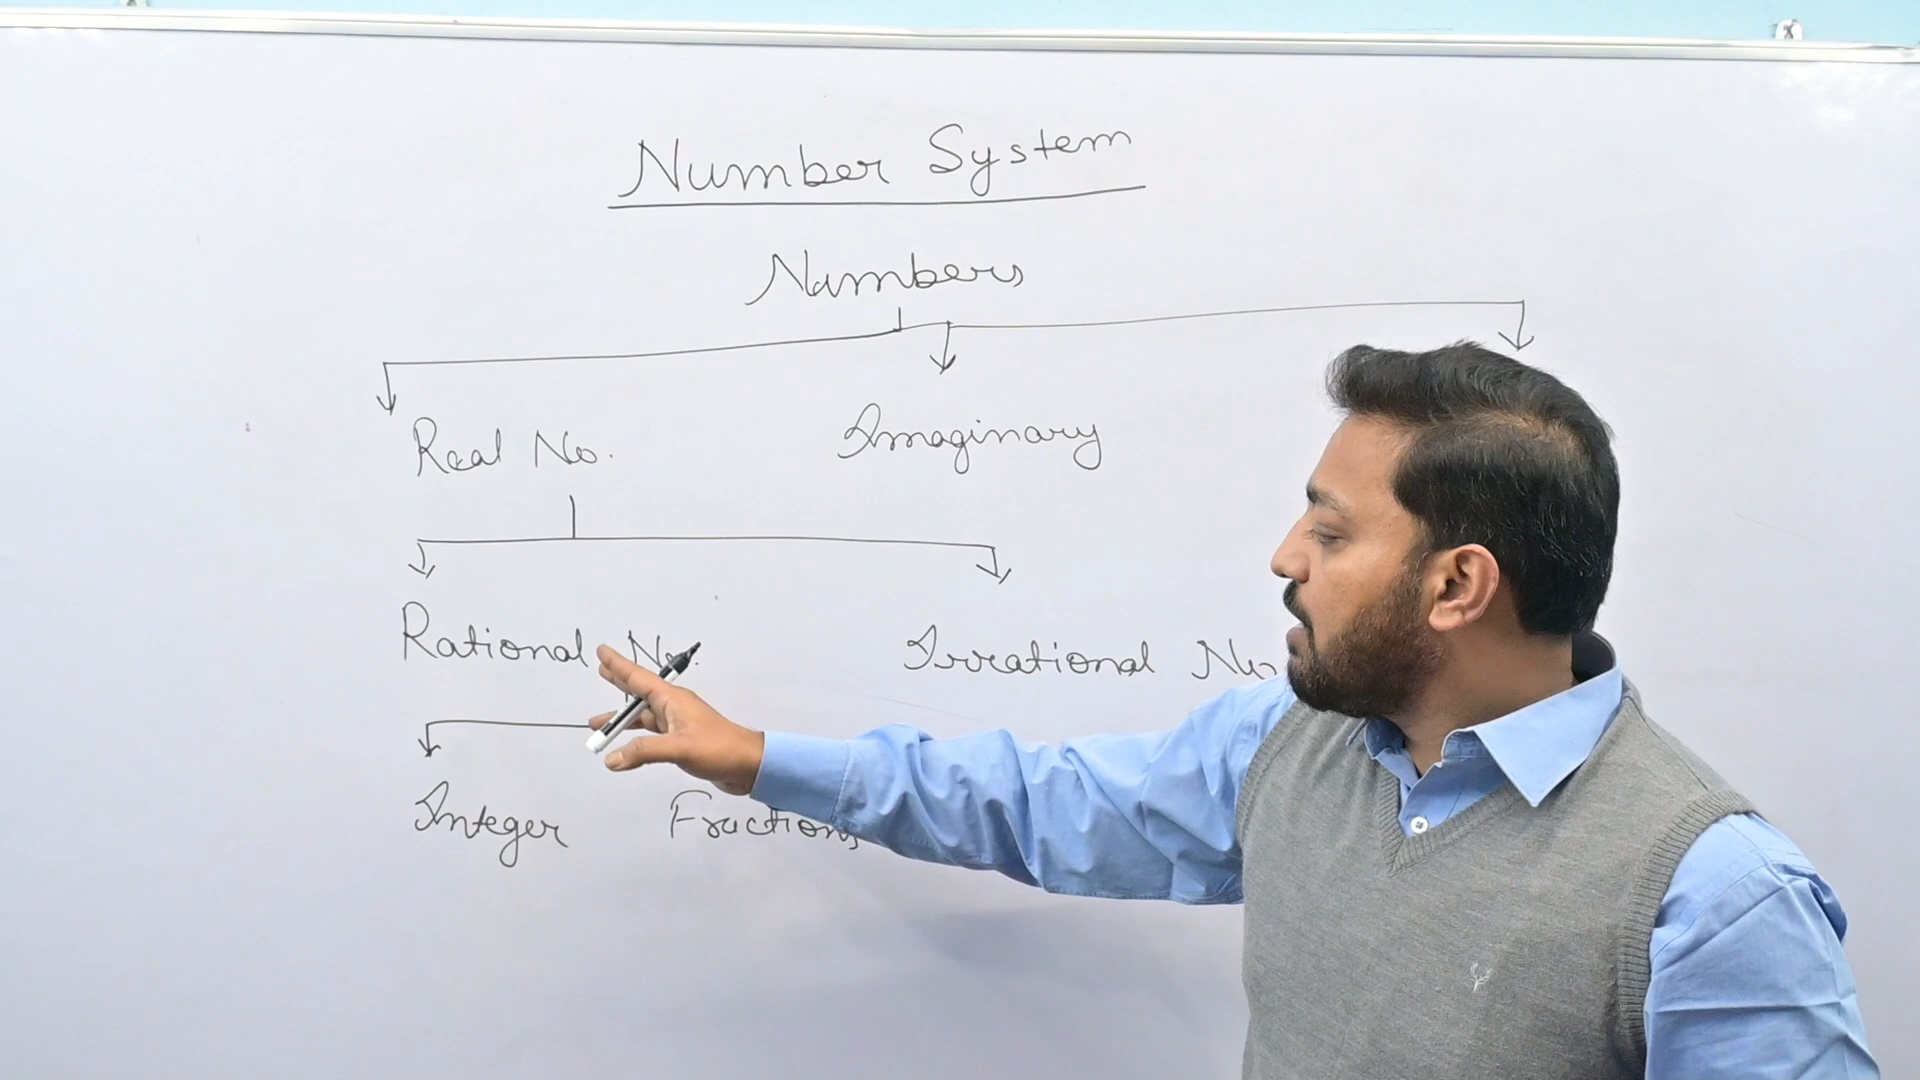 Number System
Numbers
Real No. Imaginary
Rational No. Irrational No
Integer Fractions